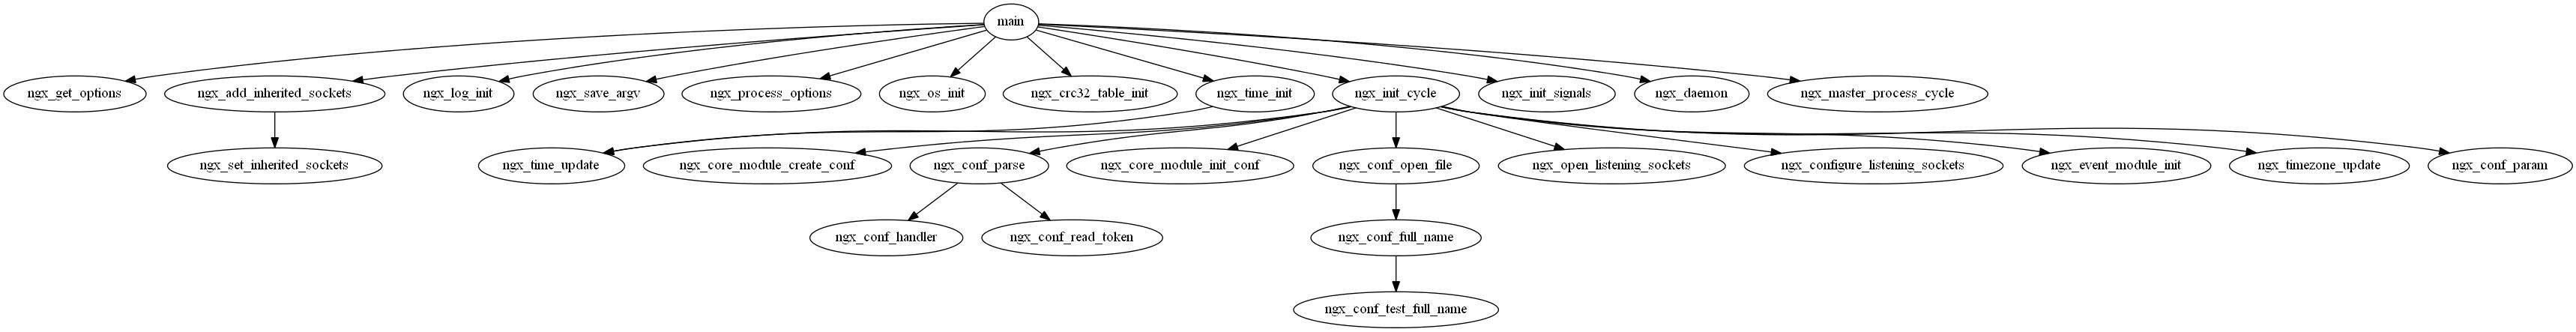 main
ngx_get_options
ngx_add_inherited_sockets
ngx_log_init
ngx_save_argv
ngx_process_options
ngx_os_init
ngx_crc32_table_init
ngx_time_init
ngx_init_cycle
ngx_init_signals
ngx_daemon
ngx_master_process_cycle
ngx_set_inherited_sockets
ngx_time_update
ngx_core_module_create_conf
ngx_conf_parse
ngx_core_module_init_conf
ngx_conf_open_file
ngx_open_listening_sockets
ngx_configure_listening_sockets
ngx_event_module_init
ngx_timezone_update
ngx_conf_param
ngx_conf_handler
ngx_conf_read_token
ngx_conf_full_name
ngx_conf_test_full_name